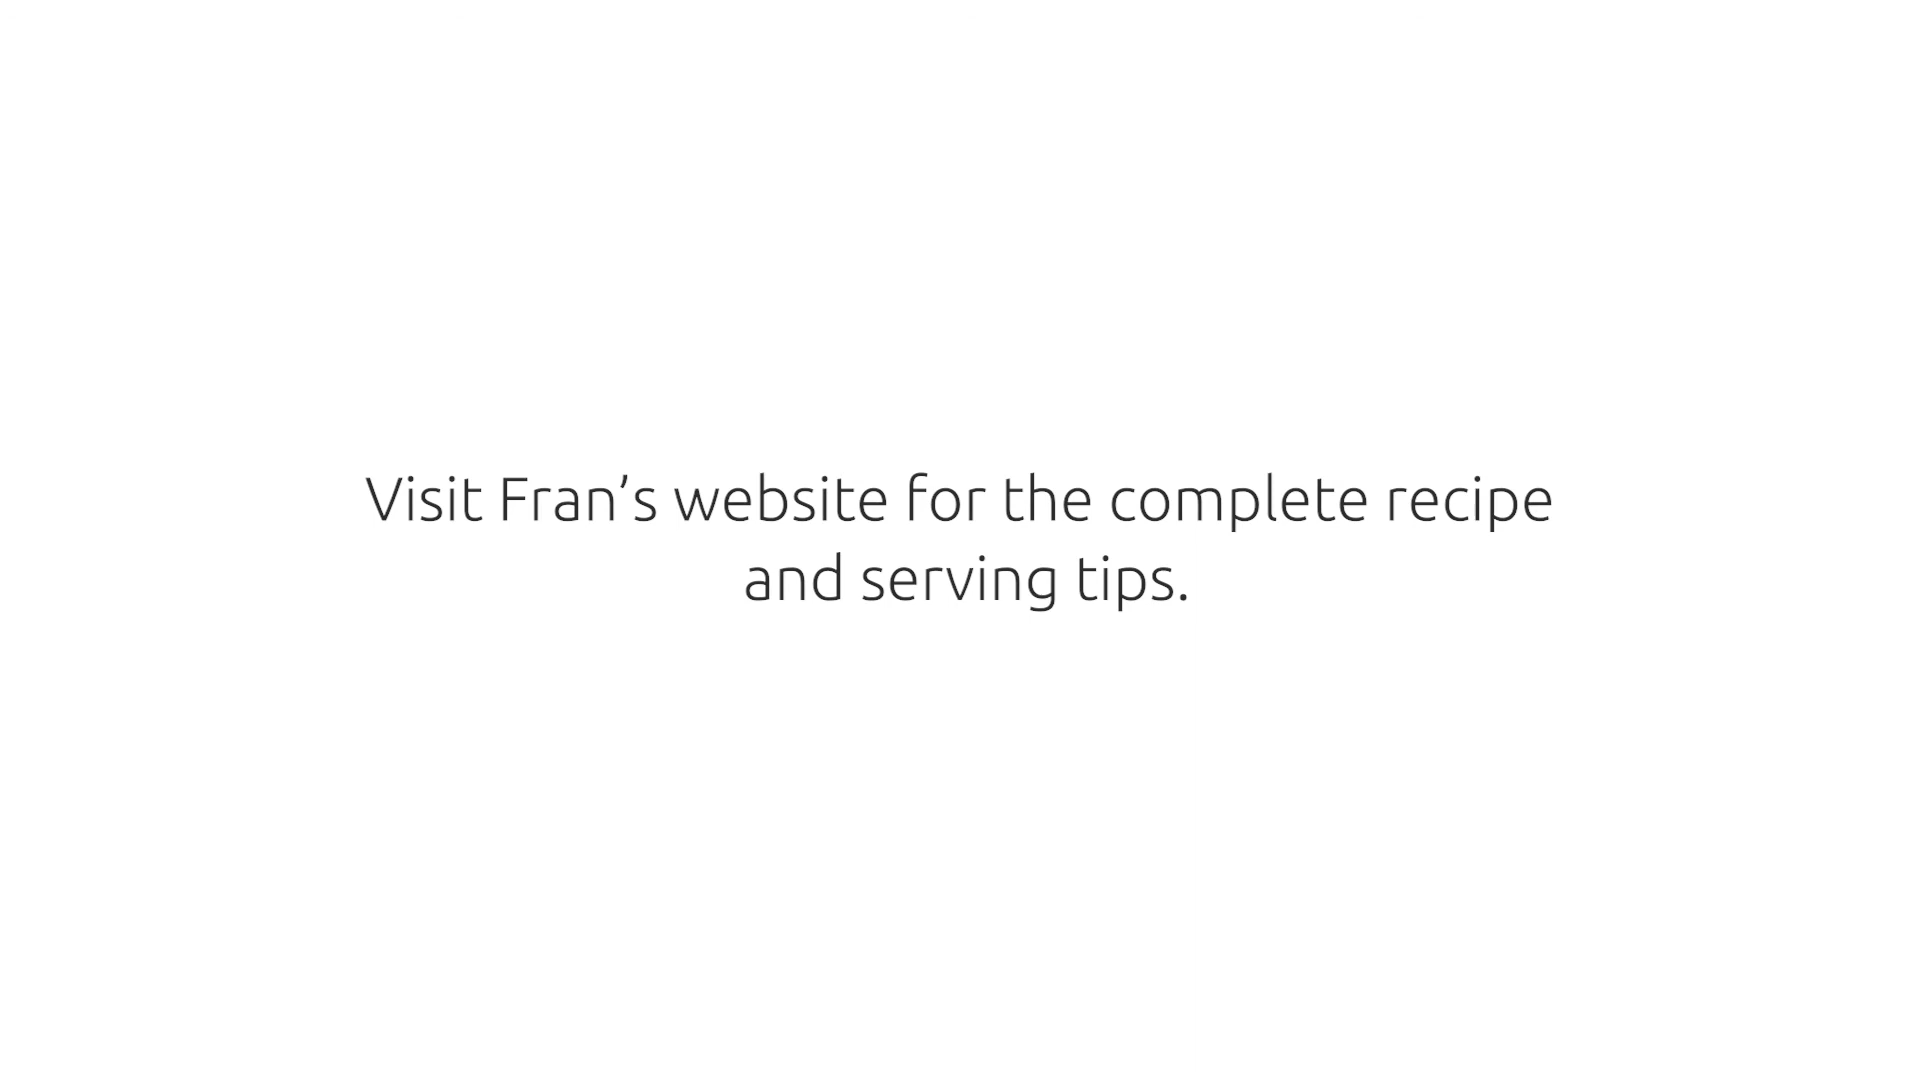 Visit Fran’s website for the complete recipe
and serving tips.